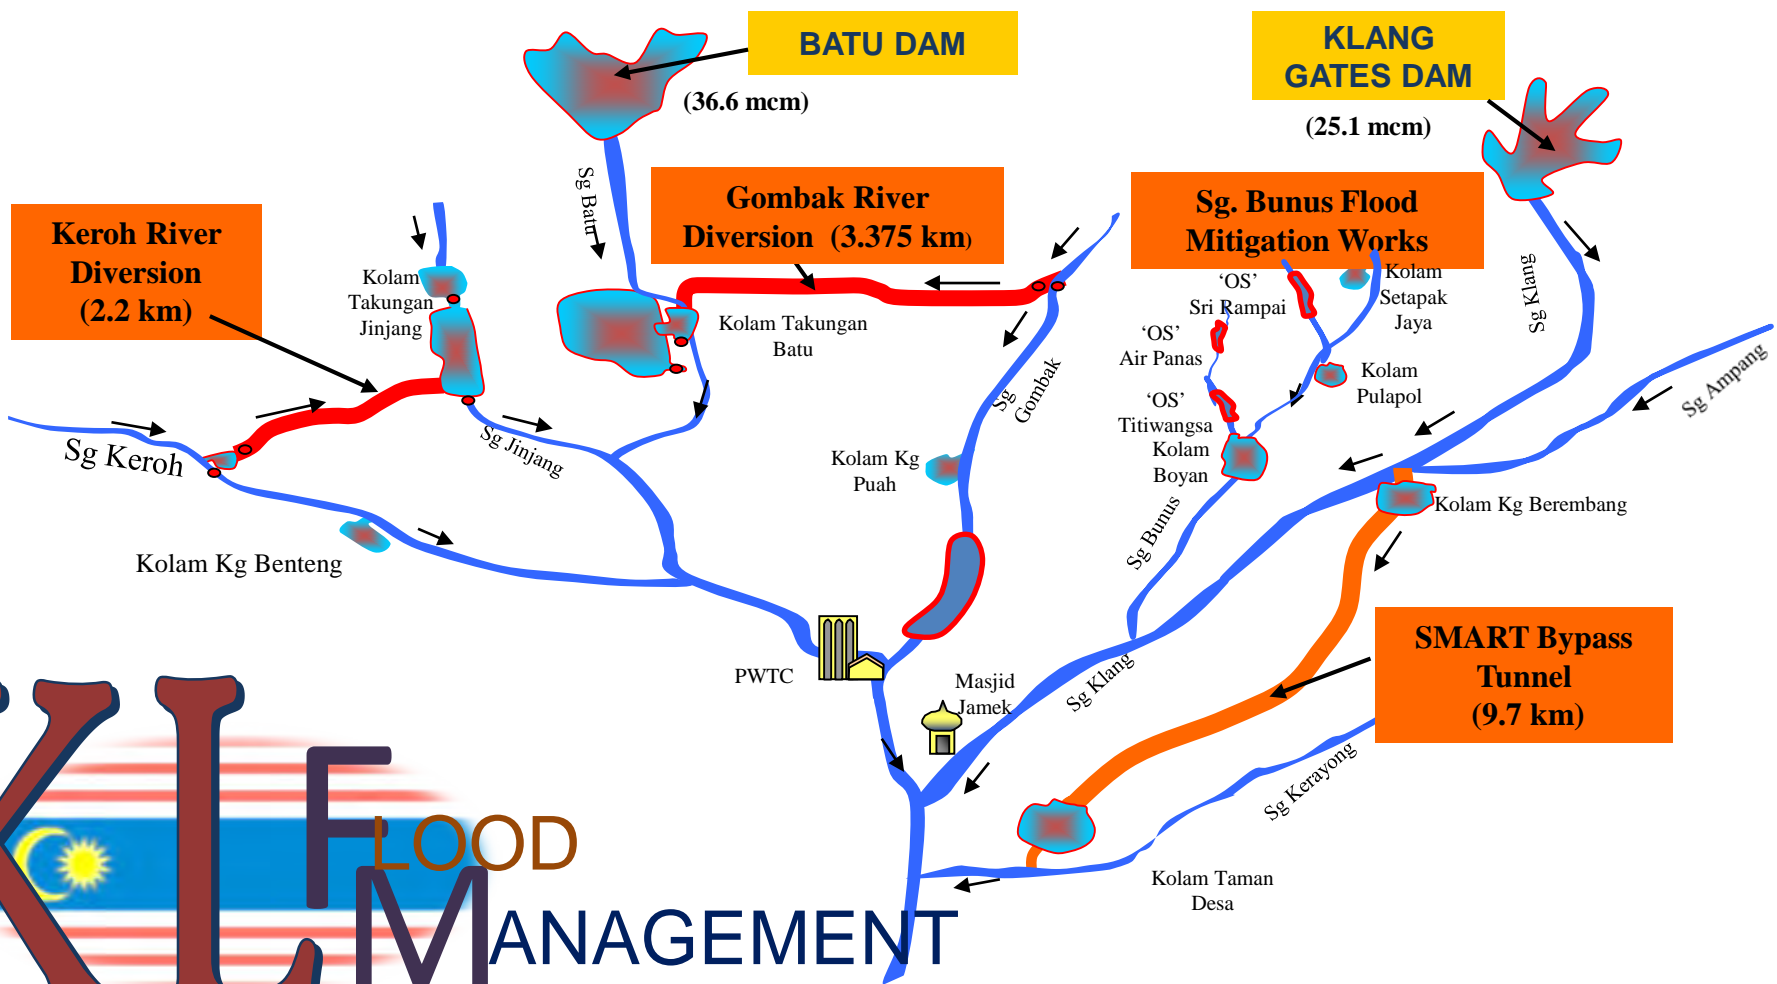 BATU DAM
(36.6 mcm)
KLANG
GATES DAM
(25.1 mcm)
Keroh River
Diversion
(2.2 km)
Gombak River
Diversion (3.375 km)
Sg. Bunus Flood
Mitigation Works
Sg Batu
Kolam
Takungan
Jinjang
Kolam Takungan
Batu
'OS'
Sri Rampai
'OS'
Air Panas
'OS'
Titiwangsa
Kolam
Boyan
Kolam
Setapak
Jaya
Kolam
Pulapol
Sg Klang
Sg Ampang
Sg Keroh
Sg Jinjang
Sg
Gombak
Kolam Kg
Puah
Kolam Kg Berembang
Sg Bunus
Kolam Kg Benteng
PWTC
Masjid
Jamek
Sg Klang
SMART Bypass
Tunnel
(9.7 km)
Sg Kerayong
Kolam Taman
Desa
KL
FLOOD
MANAGEMENT